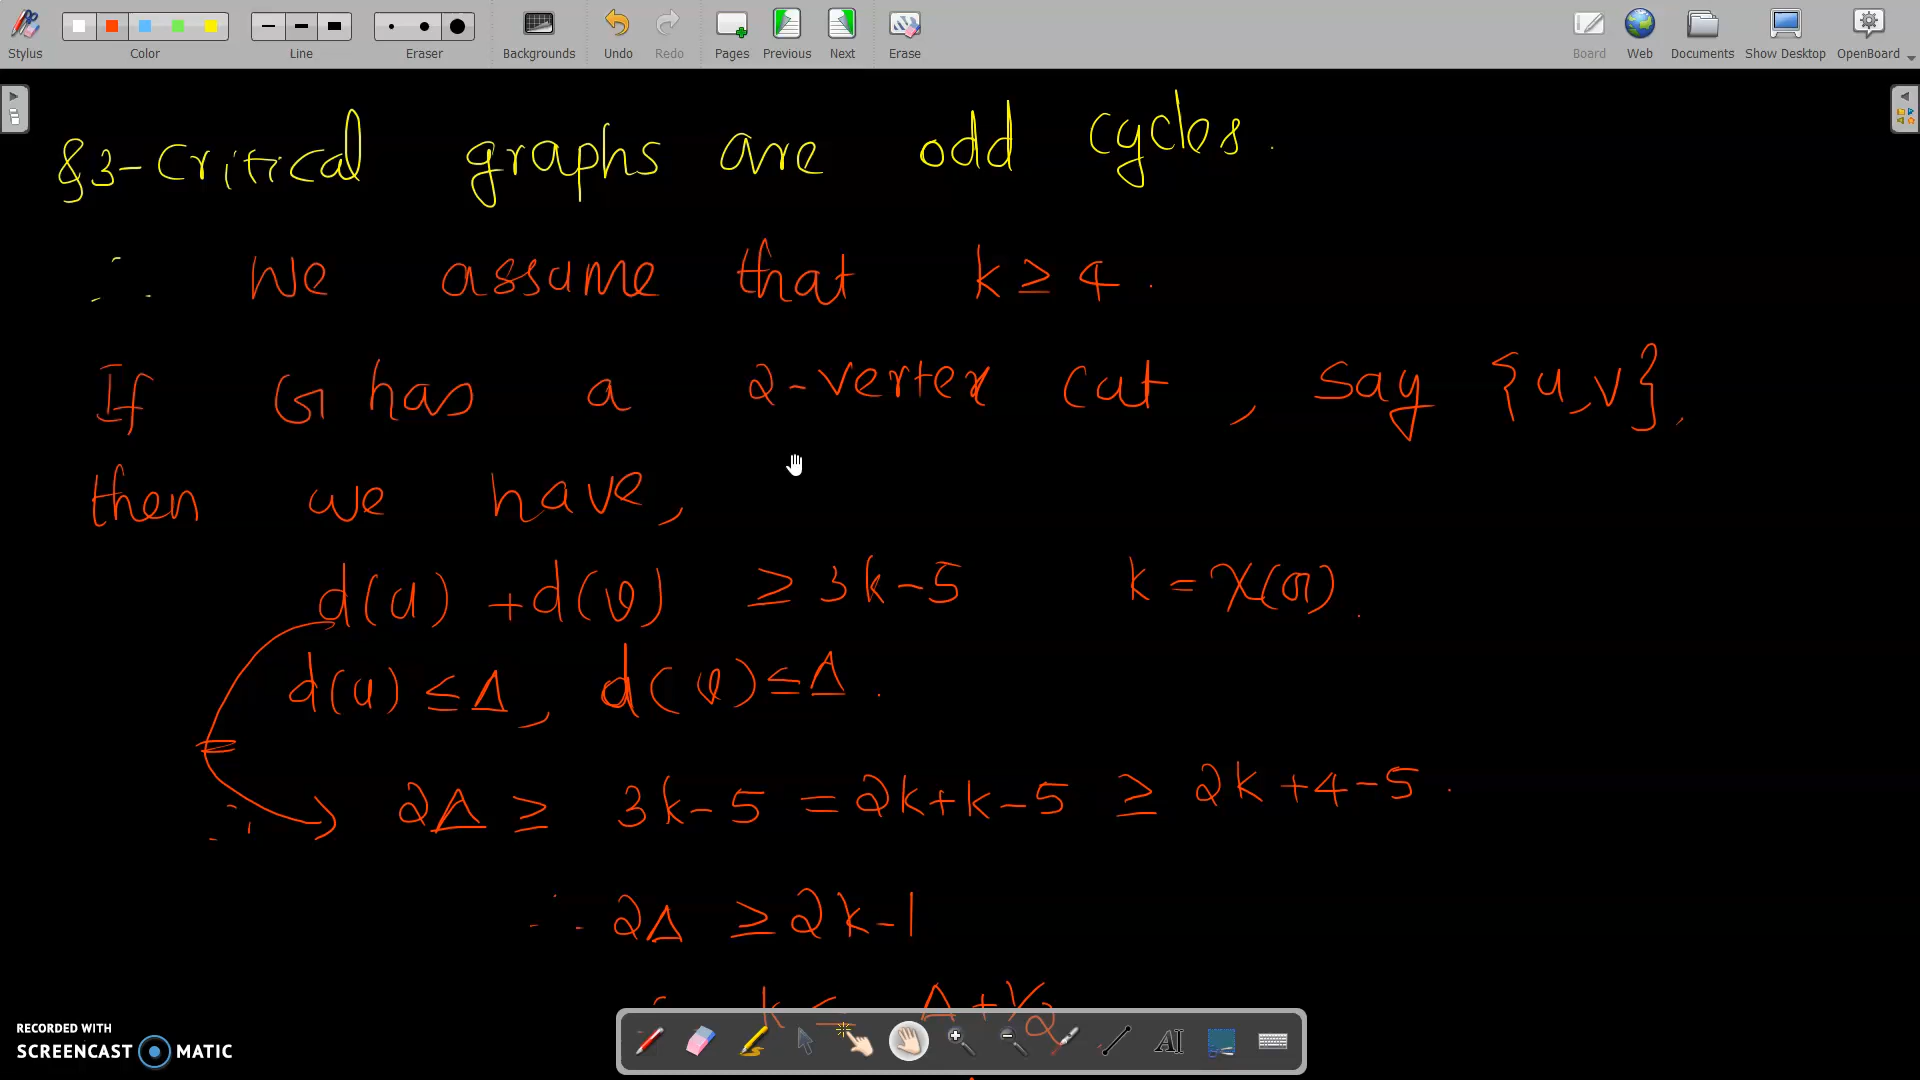 Stylus Color Line Eraser Backgrounds Undo Redo Pages Previous Next Erase Board Web Documents Show Desktop OpenBoard
& 3-critical graphs are odd cycles.
∴ we assume that k ≥ 4.
If G has a 2-vertex cut, say {u,v},
then we have,
d(u) + d(v) ≥ 3k-5 k = χ(G).
d(u) ≤ Δ, d(v) ≤ Δ.
∴ 2Δ ≥ 3k-5 = 2k+k-5 ≥ 2k+4-5.
∴ 2Δ ≥ 2k-1
∴ k ≤ Δ + 1/2
RECORDED WITH
SCREENCAST MATIC